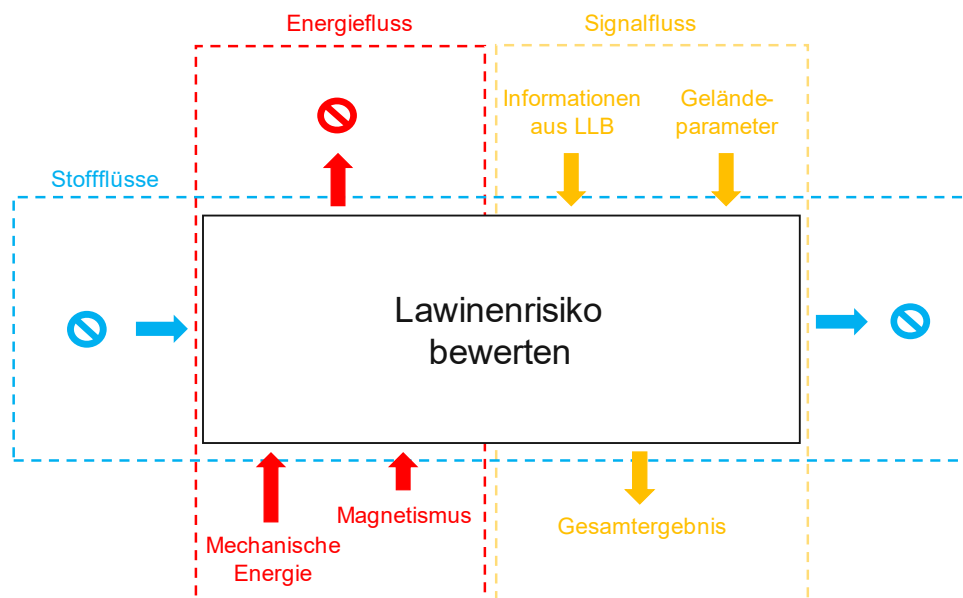 Energiefluss
Signalfluss
Informationen
aus LLB
Gelände-
parameter
Stoffflüsse
Lawinenrisiko
bewerten
Magnetismus
Mechanische
Energie
Gesamtergebnis